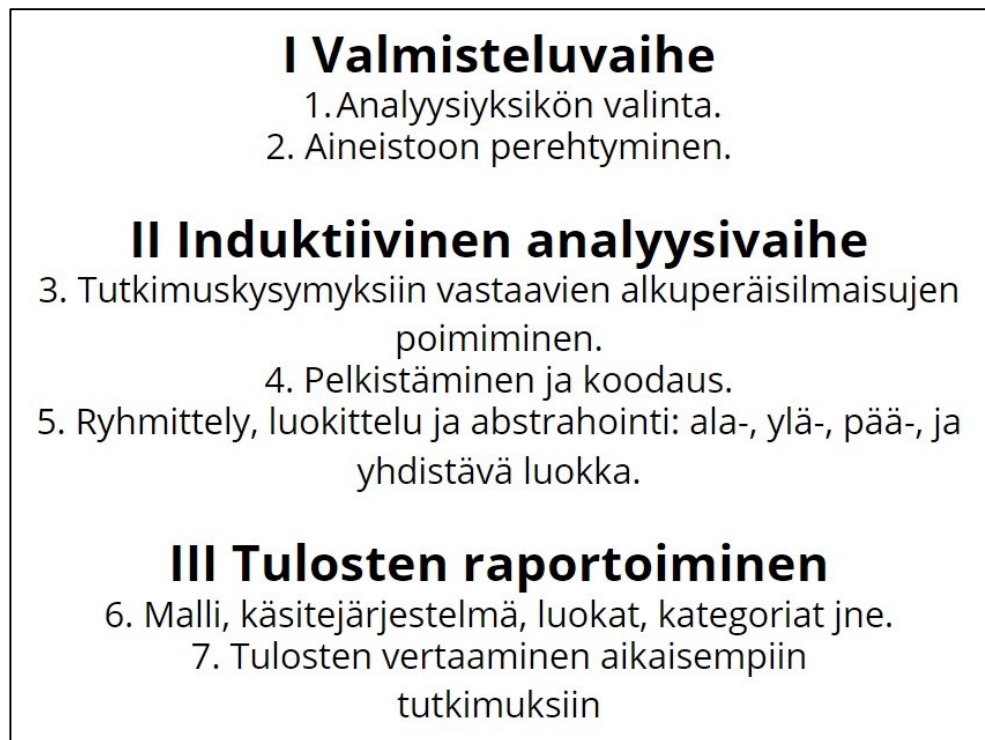 I Valmisteluvaihe
1. Analyysiyksikön valinta.
2. Aineistoon perehtyminen.
II Induktiivinen analyysivaihe
3. Tutkimuskysymyksiin vastaavien alkuperäisilmaisujen
poimiminen.
4. Pelkistäminen ja koodaus.
5. Ryhmittely, luokittelu ja abstrahointi: ala-, ylä-, pää-, ja
yhdistävä luokka.
III Tulosten raportoiminen
6. Malli, käsitejärjestelmä, luokat, kategoriat jne.
7. Tulosten vertaaminen aikaisempiin
tutkimuksiin